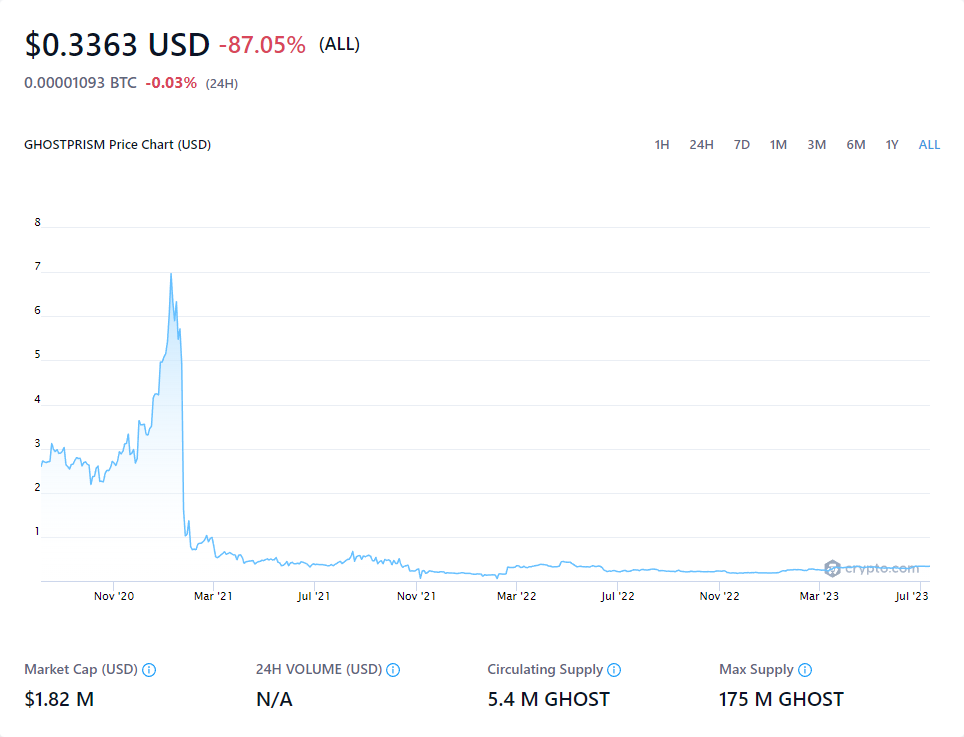 $0.3363 USD -87.05% (ALL)
0.00001093 BTC -0.03% (24H)
GHOSTPRISM Price Chart (USD) 1H 24H 7D 1M 3M 6M 1Y ALL
8
7
6
5
4
3
2
1
crypto.com
Nov '20 Mar '21 Jul '21 Nov '21 Mar '22 Jul '22 Nov '22 Mar '23 Jul '23
Market Cap (USD) 24H VOLUME (USD) Circulating Supply Max Supply
$1.82 M N/A 5.4 M GHOST 175 M GHOST